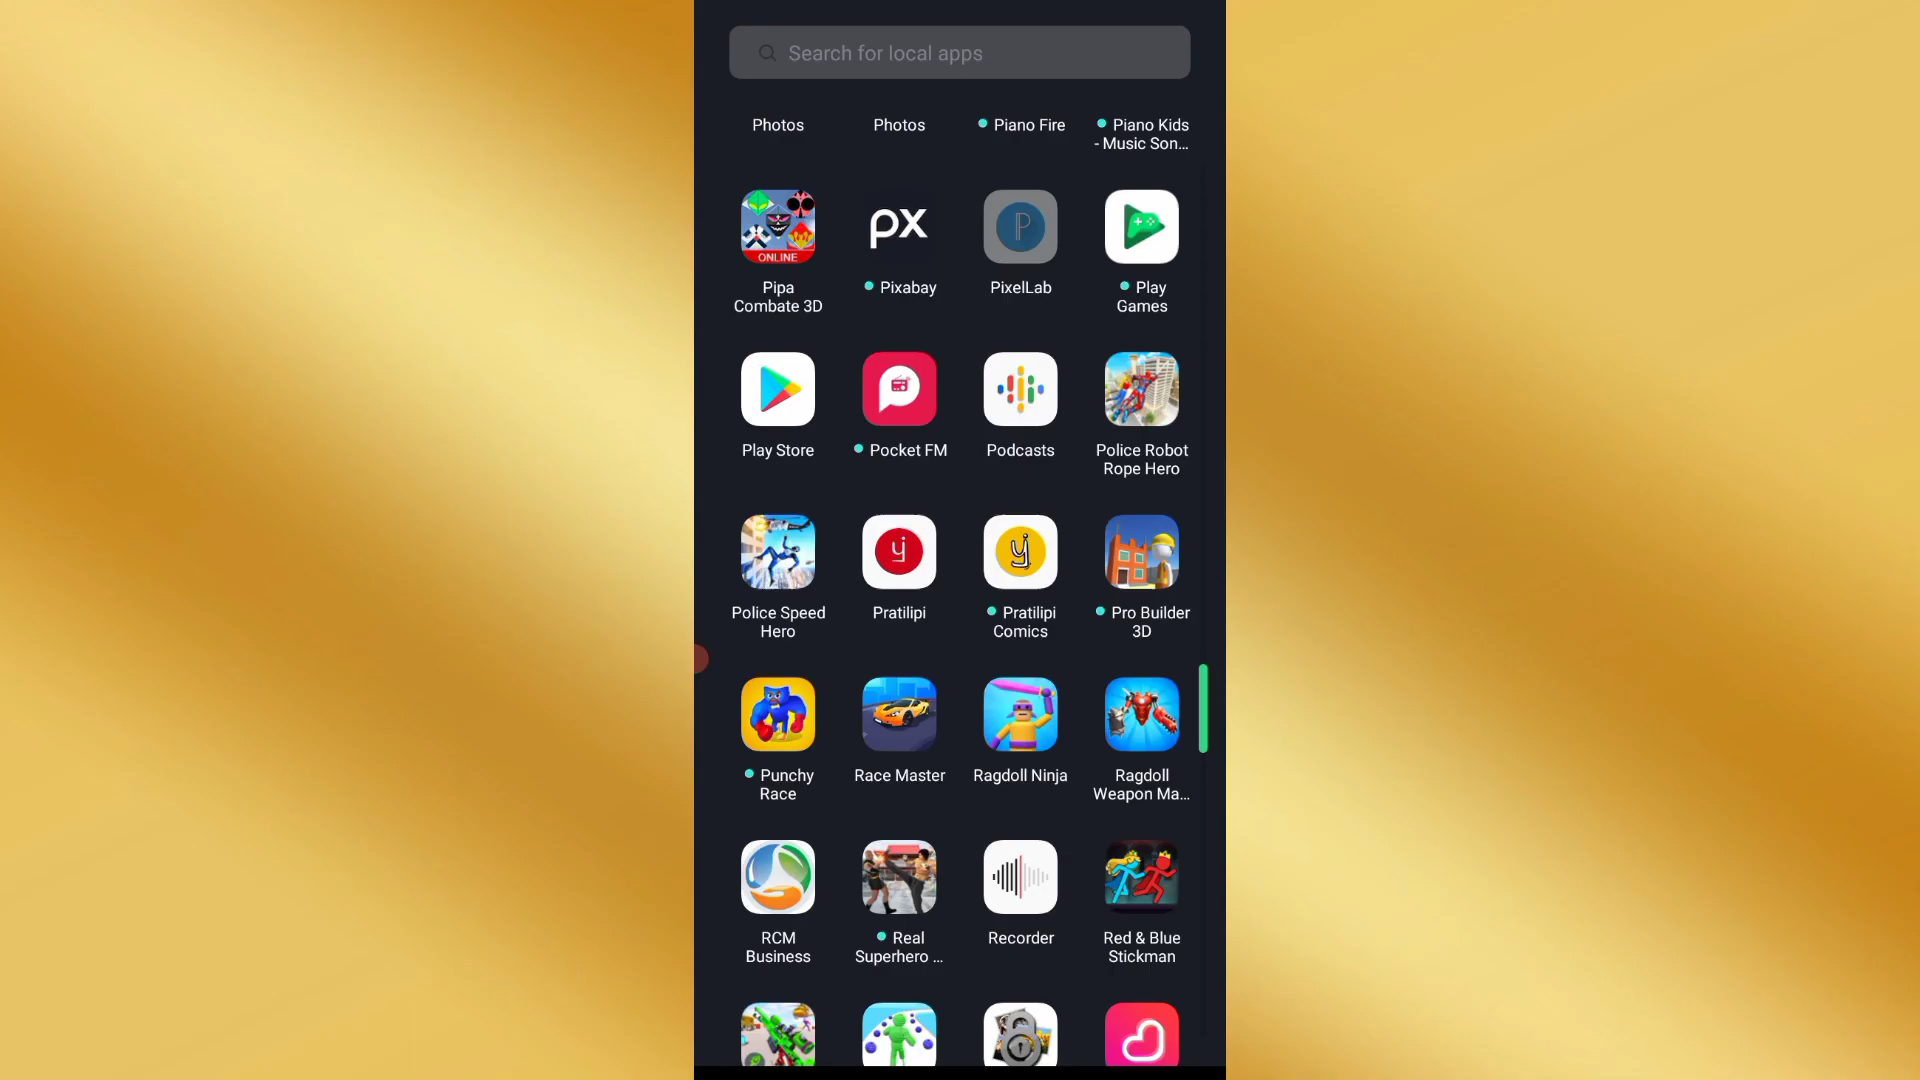 Search for local apps
Photos
Photos
Piano Fire
Piano Kids
- Music Son...
ONLINE
px
P
Pipa
Combate 3D
Pixabay
PixelLab
Play
Games
Play Store
Pocket FM
Podcasts
Police Robot
Rope Hero
Police Speed
Hero
Pratilipi
Pratilipi
Comics
Pro Builder
3D
Punchy
Race
Race Master
Ragdoll Ninja
Ragdoll
Weapon Ma...
RCM
Business
Real
Superhero ...
Recorder
Red & Blue
Stickman